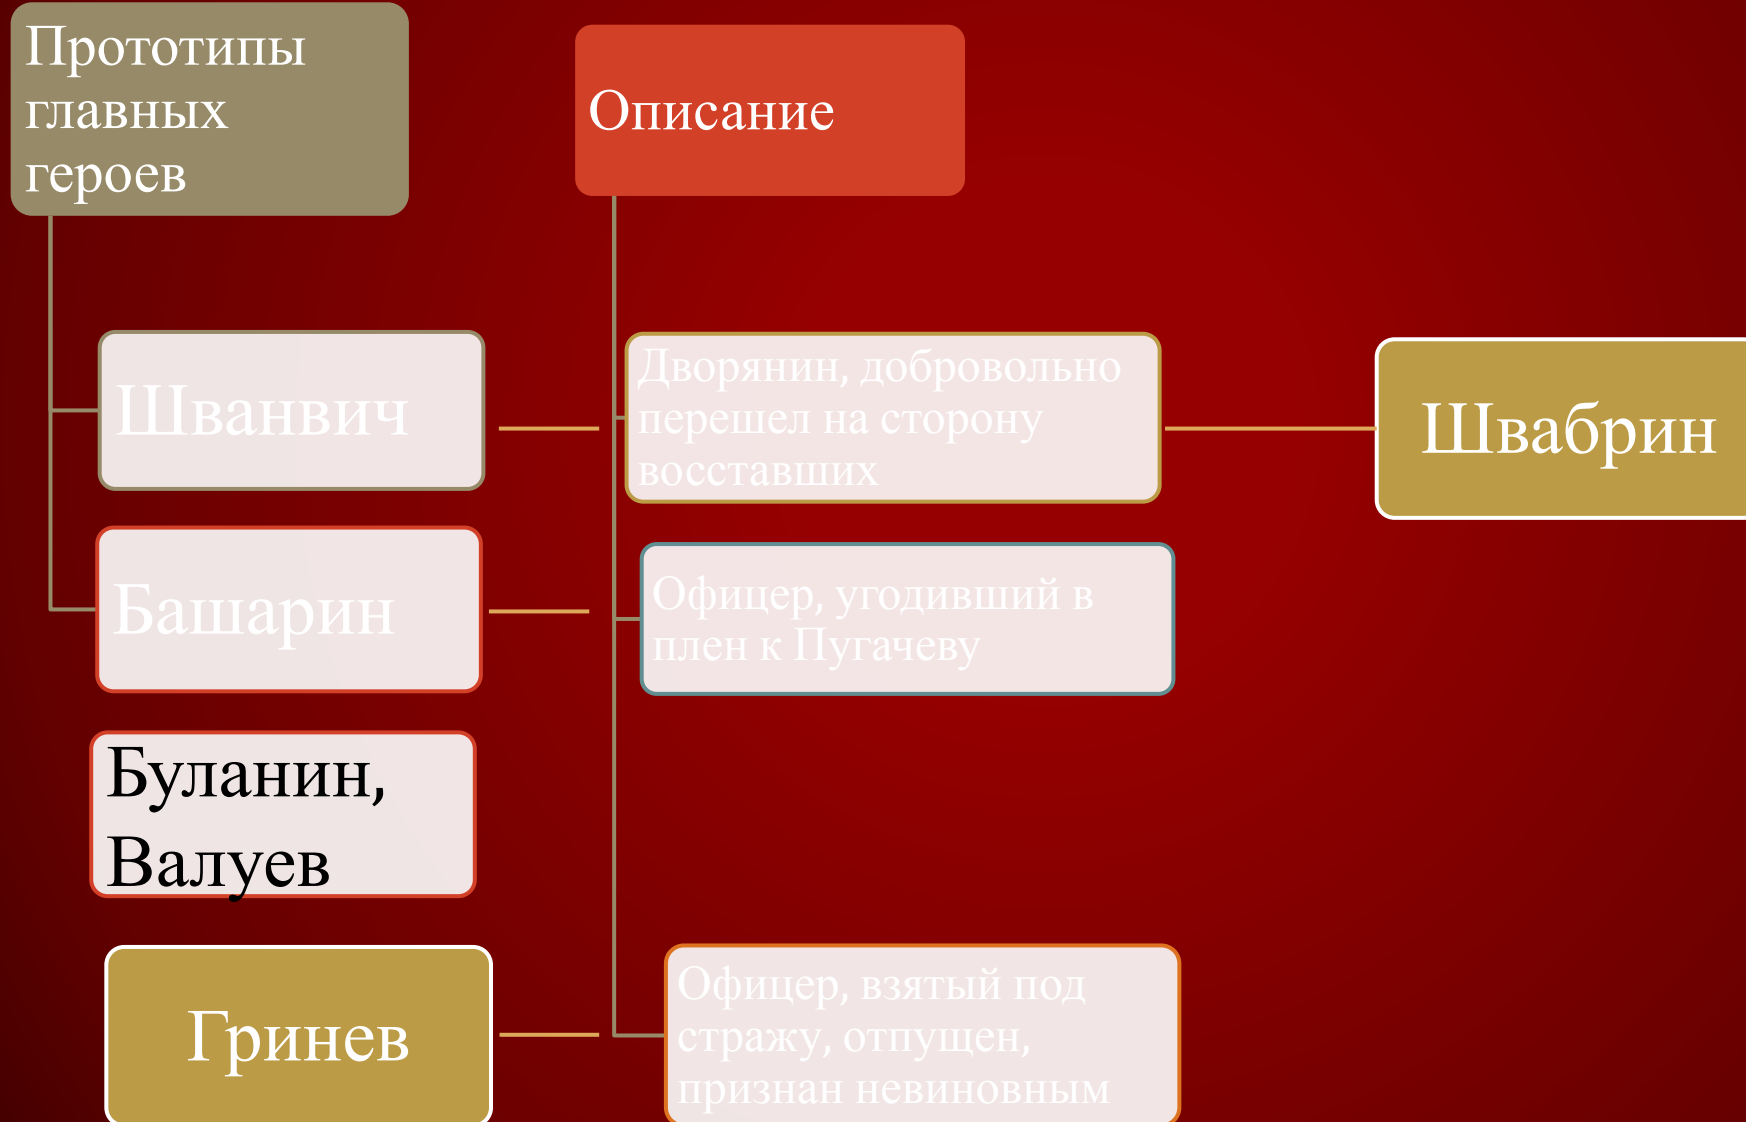 Прототипы
главных
героев
Описание
Шванвич
Дворянин, добровольно
перешел на сторону
восставших
Швабрин
Башарин
Офицер, угодивший в
плен к Пугачеву
Буланин,
Валуев
Гринев
Офицер, взятый под
стражу, отпущен,
признан невиновным